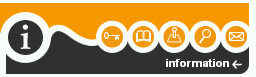 i
information ←